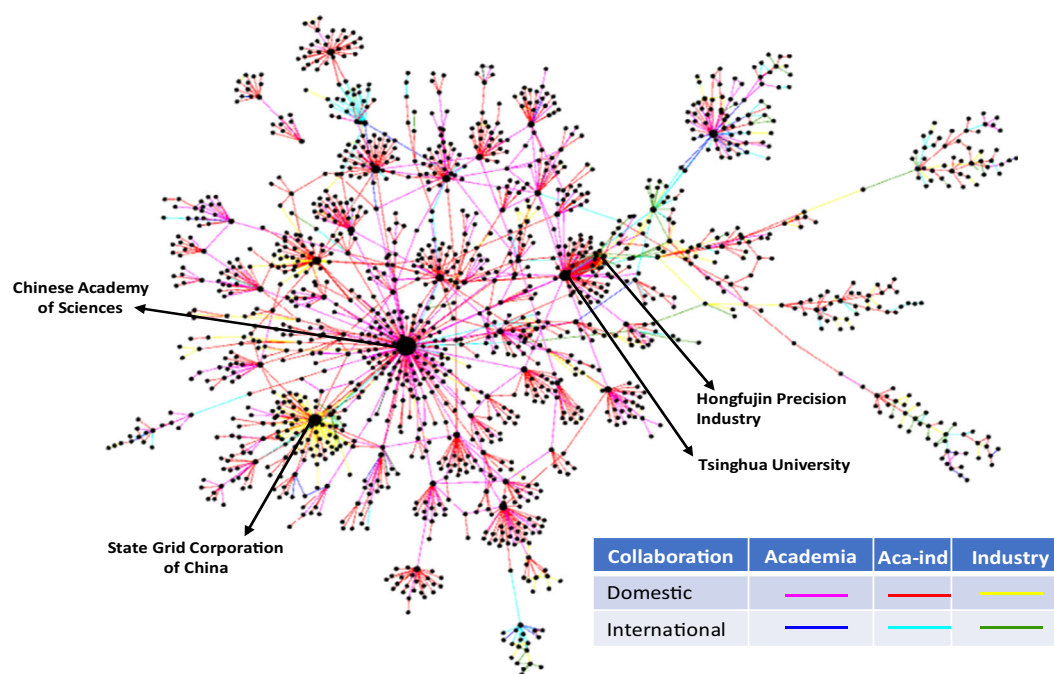 Chinese Academy
of Sciences
Hongfujin Precision
Industry
Tsinghua University
State Grid Corporation
of China
Collaboration Academia Aca-ind Industry
Domestic
International